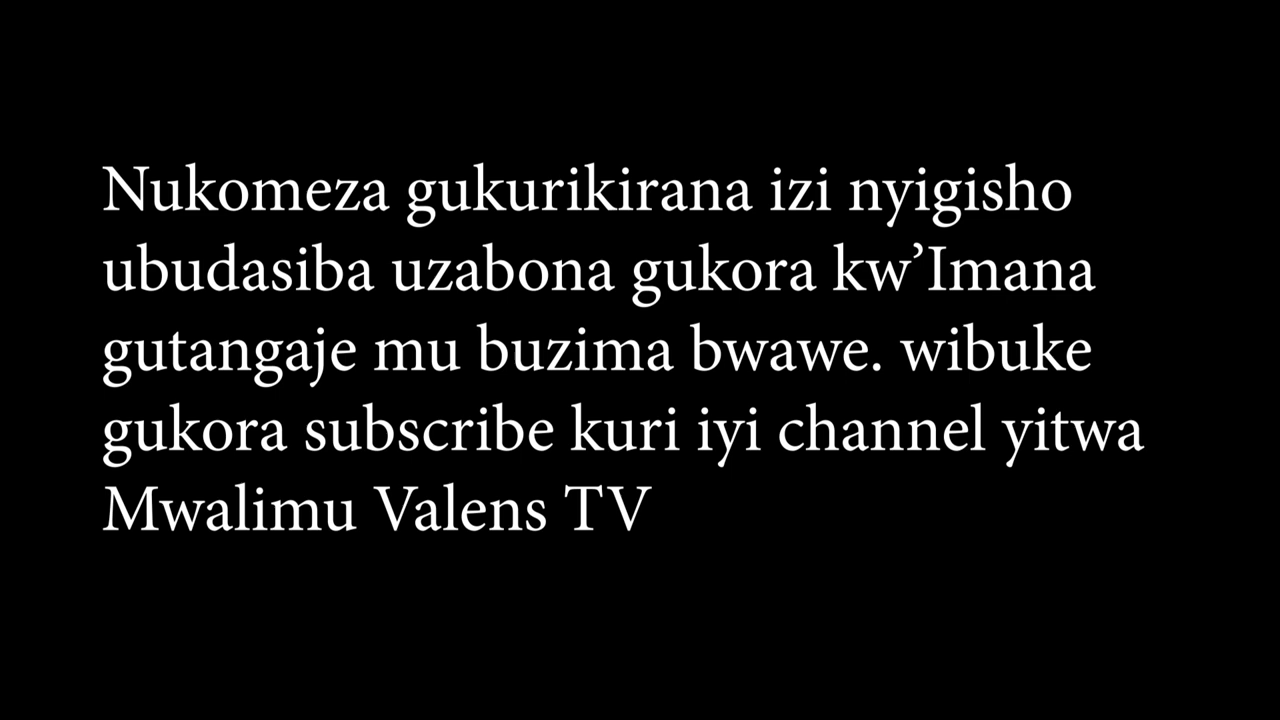 Nukomeza gukurikirana izi nyigisho
ubudasiba uzabona gukora kw’Imana
gutangaje mu buzima bwawe. wibuke
gukora subscribe kuri iyi channel yitwa
Mwalimu Valens TV